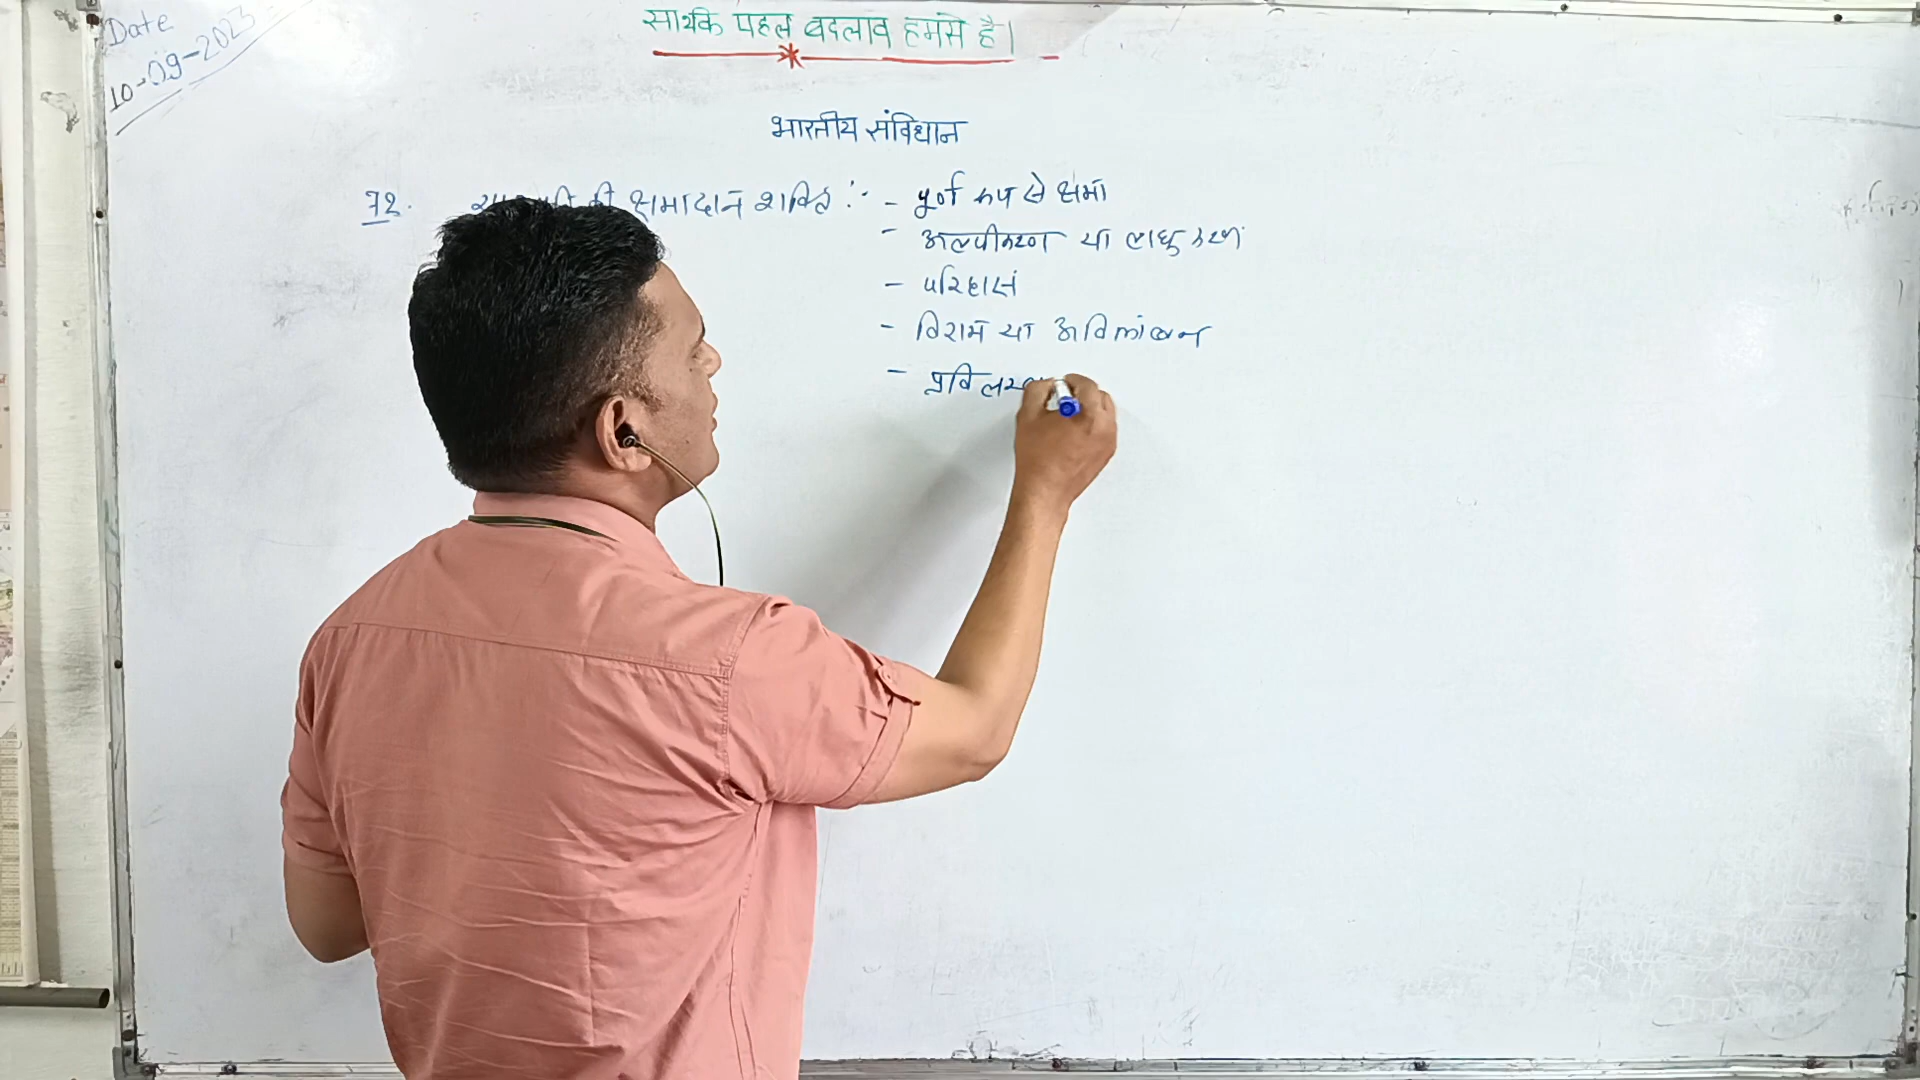 Date
10-09-2023
सार्थक पहल बदलाव हमसे है।
भारतीय संविधान
72. की क्षमादान शक्ति :- - पूर्ण रूप से क्षमा
- अल्पीकरण या लघुकरण
- परिहास
- विराम या अविलंबन
- प्रविलम्ब